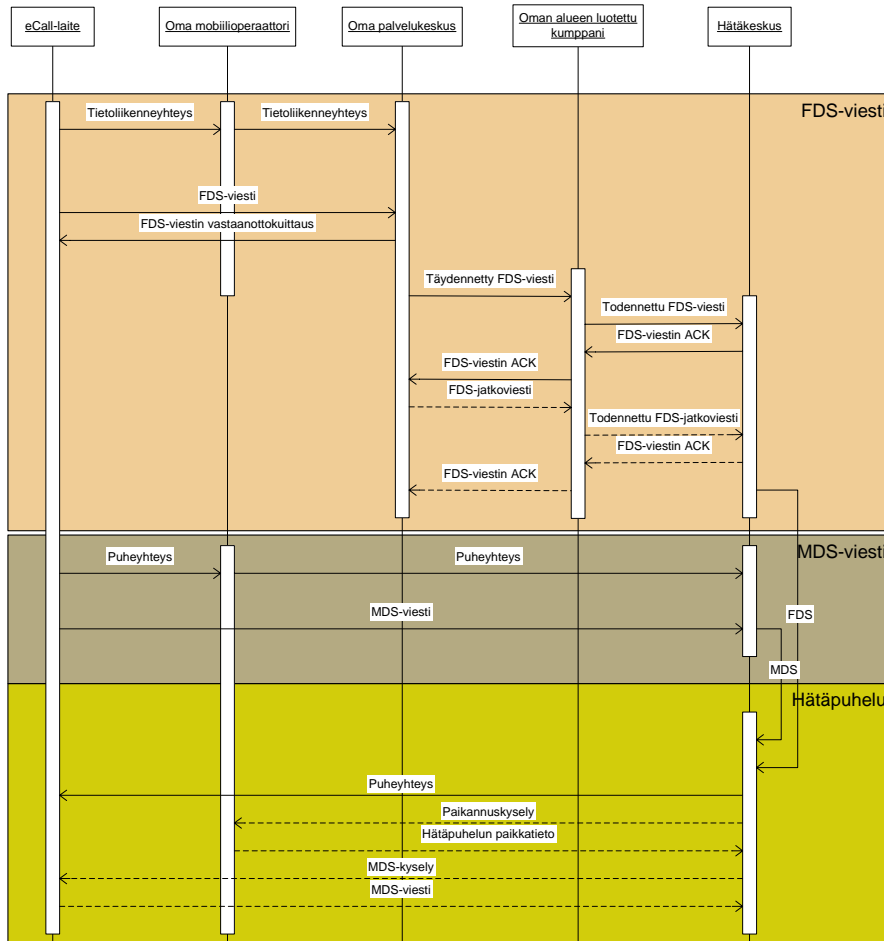 eCall-laite
Oma mobiilioperaattori
Oma palvelukeskus
Oman alueen luotettu
kumppani
Hätäkeskus
FDS-viesti
Tietoliikenneyhteys
Tietoliikenneyhteys
FDS-viesti
FDS-viestin vastaanottokuittaus
Täydennetty FDS-viesti
Todennettu FDS-viesti
FDS-viestin ACK
FDS-viestin ACK
FDS-jatkoviesti
Todennettu FDS-jatkoviesti
FDS-viestin ACK
FDS-viestin ACK
MDS-viesti
Puheyhteys
Puheyhteys
MDS-viesti
FDS
MDS
Hätäpuhelu
Puheyhteys
Paikannuskysely
Hätäpuhelun paikkatieto
MDS-kysely
MDS-viesti